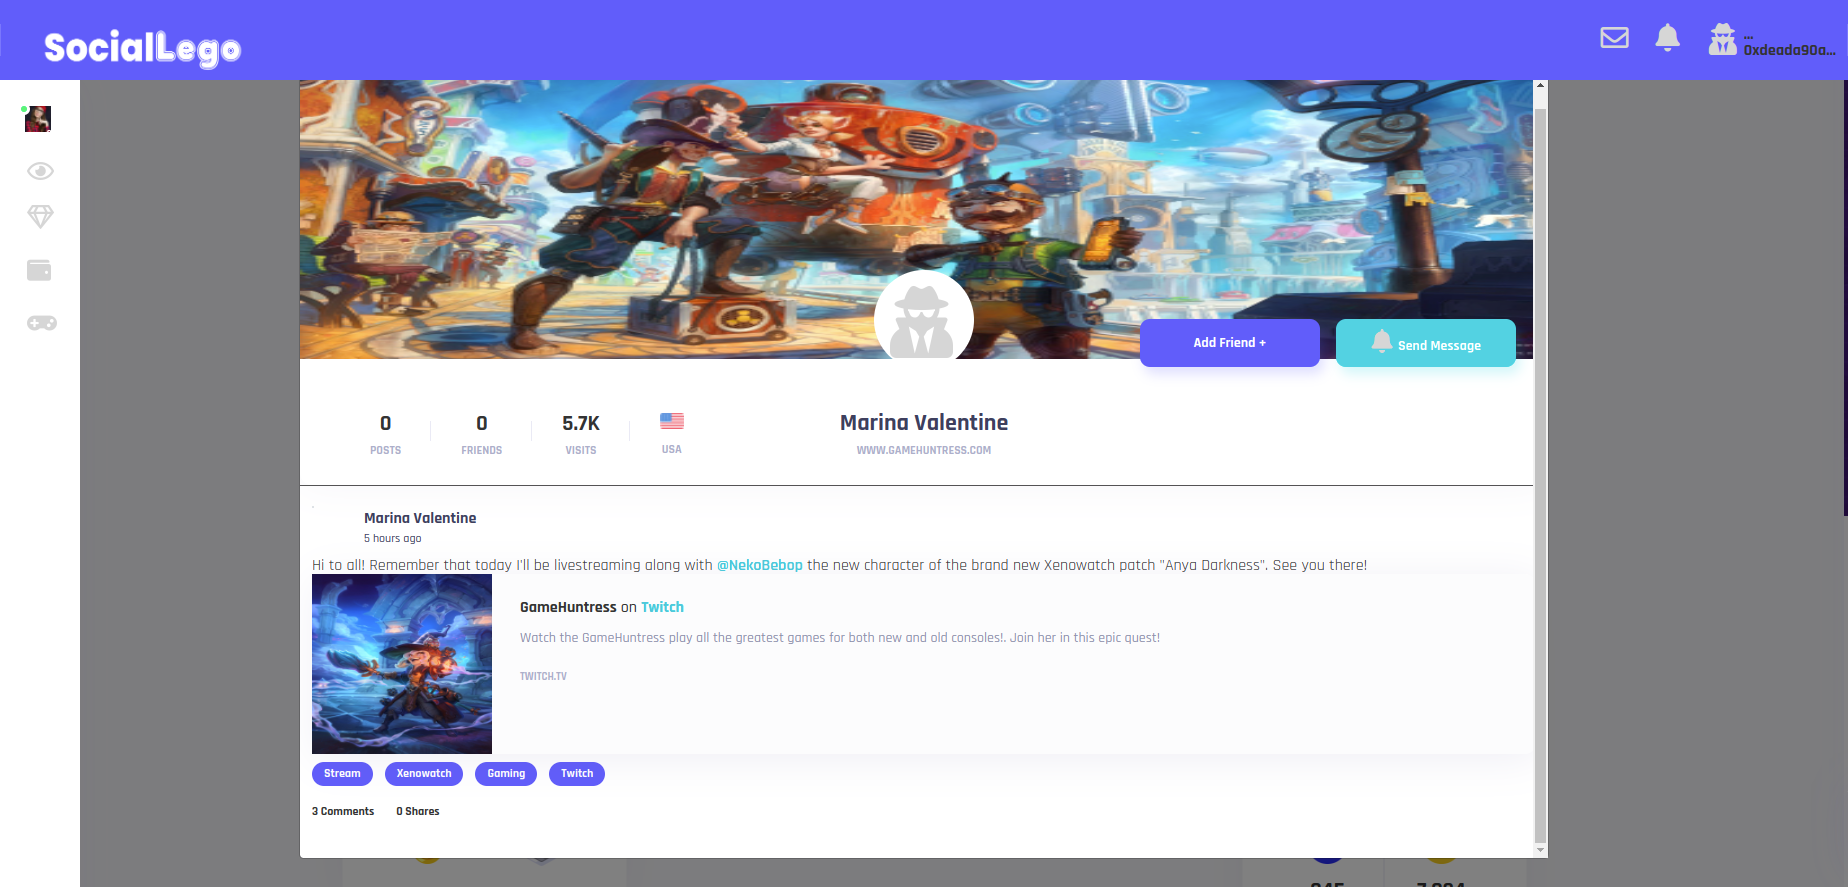 SocialLego
...
0xdeada90a...
Add Friend +
Send Message
0
POSTS
0
FRIENDS
5.7K
VISITS
USA
Marina Valentine
WWW.GAMEHUNTRESS.COM
Marina Valentine
5 hours ago
Hi to all! Remember that today I'll be livestreaming along with @NekoBebop the new character of the brand new Xenowatch patch "Anya Darkness". See you there!
GameHuntress on Twitch
Watch the GameHuntress play all the greatest games for both new and old consoles!. Join her in this epic quest!
TWITCH.TV
Stream Xenowatch Gaming Twitch
3 Comments 0 Shares